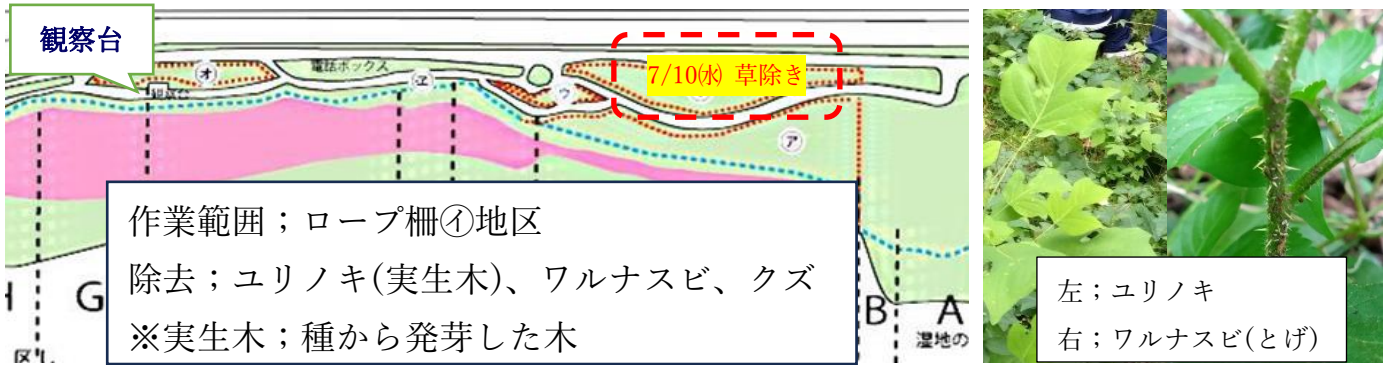 観察台
電話ボックス
㋔
㋓
㋒
7/10㈬ 草除き
㋐
作業範囲；ロープ柵㋑地区
除去；ユリノキ(実生木)、ワルナスビ、クズ
※実生木；種から発芽した木
G
B
A
湿地の
左；ユリノキ
右；ワルナスビ(とげ)